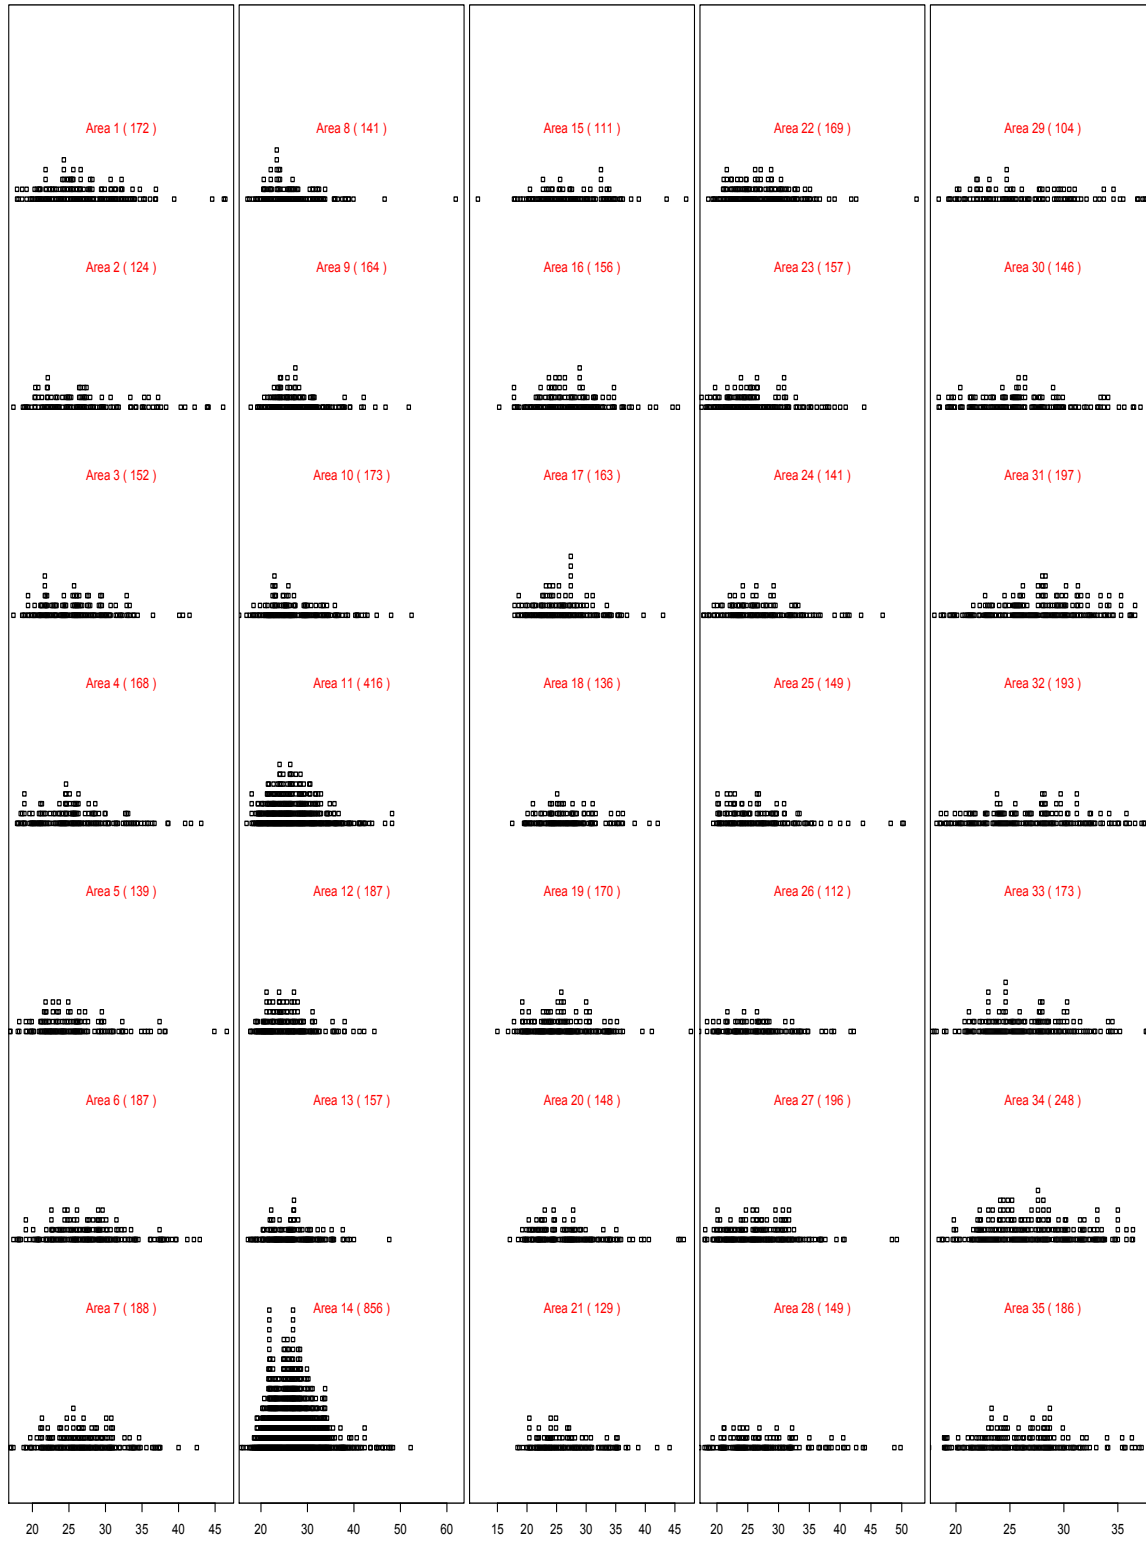 Area 1 ( 172 )
Area 2 ( 124 )
Area 3 ( 152 )
Area 4 ( 168 )
Area 5 ( 139 )
Area 6 ( 187 )
Area 7 ( 188 )
20 25 30 35 40 45
Area 8 ( 141 )
Area 9 ( 164 )
Area 10 ( 173 )
Area 11 ( 416 )
Area 12 ( 187 )
Area 13 ( 157 )
Area 14 ( 856 )
20 30 40 50 60
Area 15 ( 111 )
Area 16 ( 156 )
Area 17 ( 163 )
Area 18 ( 136 )
Area 19 ( 170 )
Area 20 ( 148 )
Area 21 ( 129 )
15 20 25 30 35 40 45
Area 22 ( 169 )
Area 23 ( 157 )
Area 24 ( 141 )
Area 25 ( 149 )
Area 26 ( 112 )
Area 27 ( 196 )
Area 28 ( 149 )
20 25 30 35 40 45 50
Area 29 ( 104 )
Area 30 ( 146 )
Area 31 ( 197 )
Area 32 ( 193 )
Area 33 ( 173 )
Area 34 ( 248 )
Area 35 ( 186 )
20 25 30 35